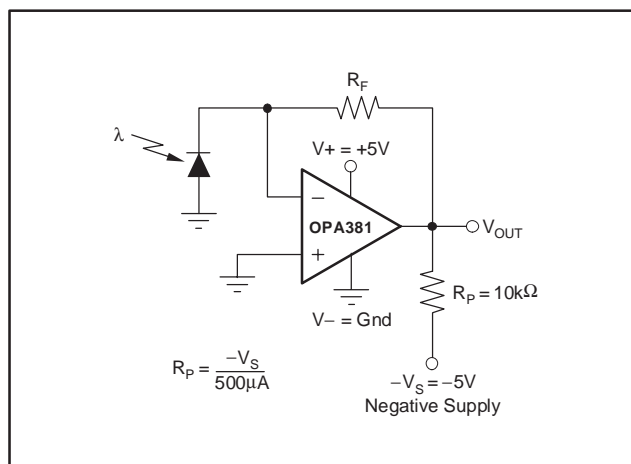 R_F
λ
V+ = +5V
−
OPA381
+
V_OUT
R_P = 10kΩ
V− = Gnd
R_P = −V_S / 500μA
−V_S = −5V
Negative Supply